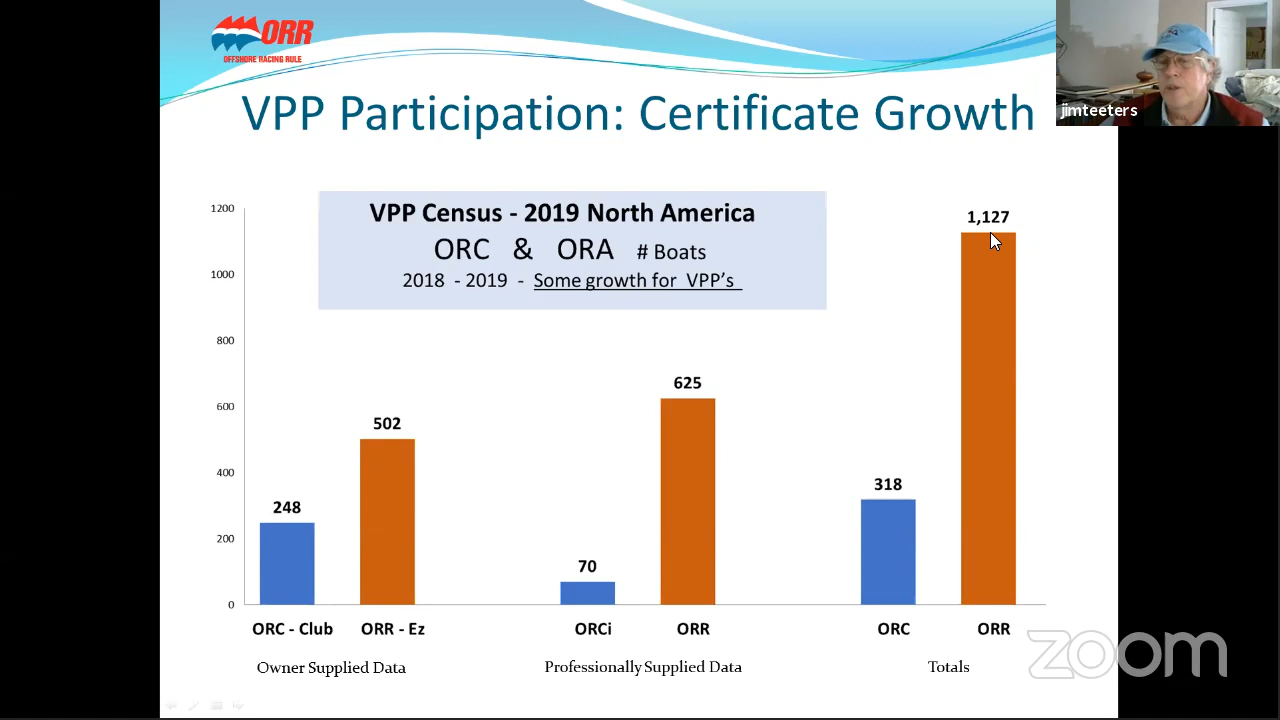 ORR
OFFSHORE RACING RULE
VPP Participation: Certificate Growth
jimteeters
VPP Census - 2019 North America
ORC & ORA # Boats
2018 - 2019 - Some growth for VPP's
1200
1000
800
600
400
200
0
248
502
70
625
318
1,127
ORC - Club
ORR - Ez
ORCi
ORR
ORC
ORR
Owner Supplied Data
Professionally Supplied Data
Totals
zoom